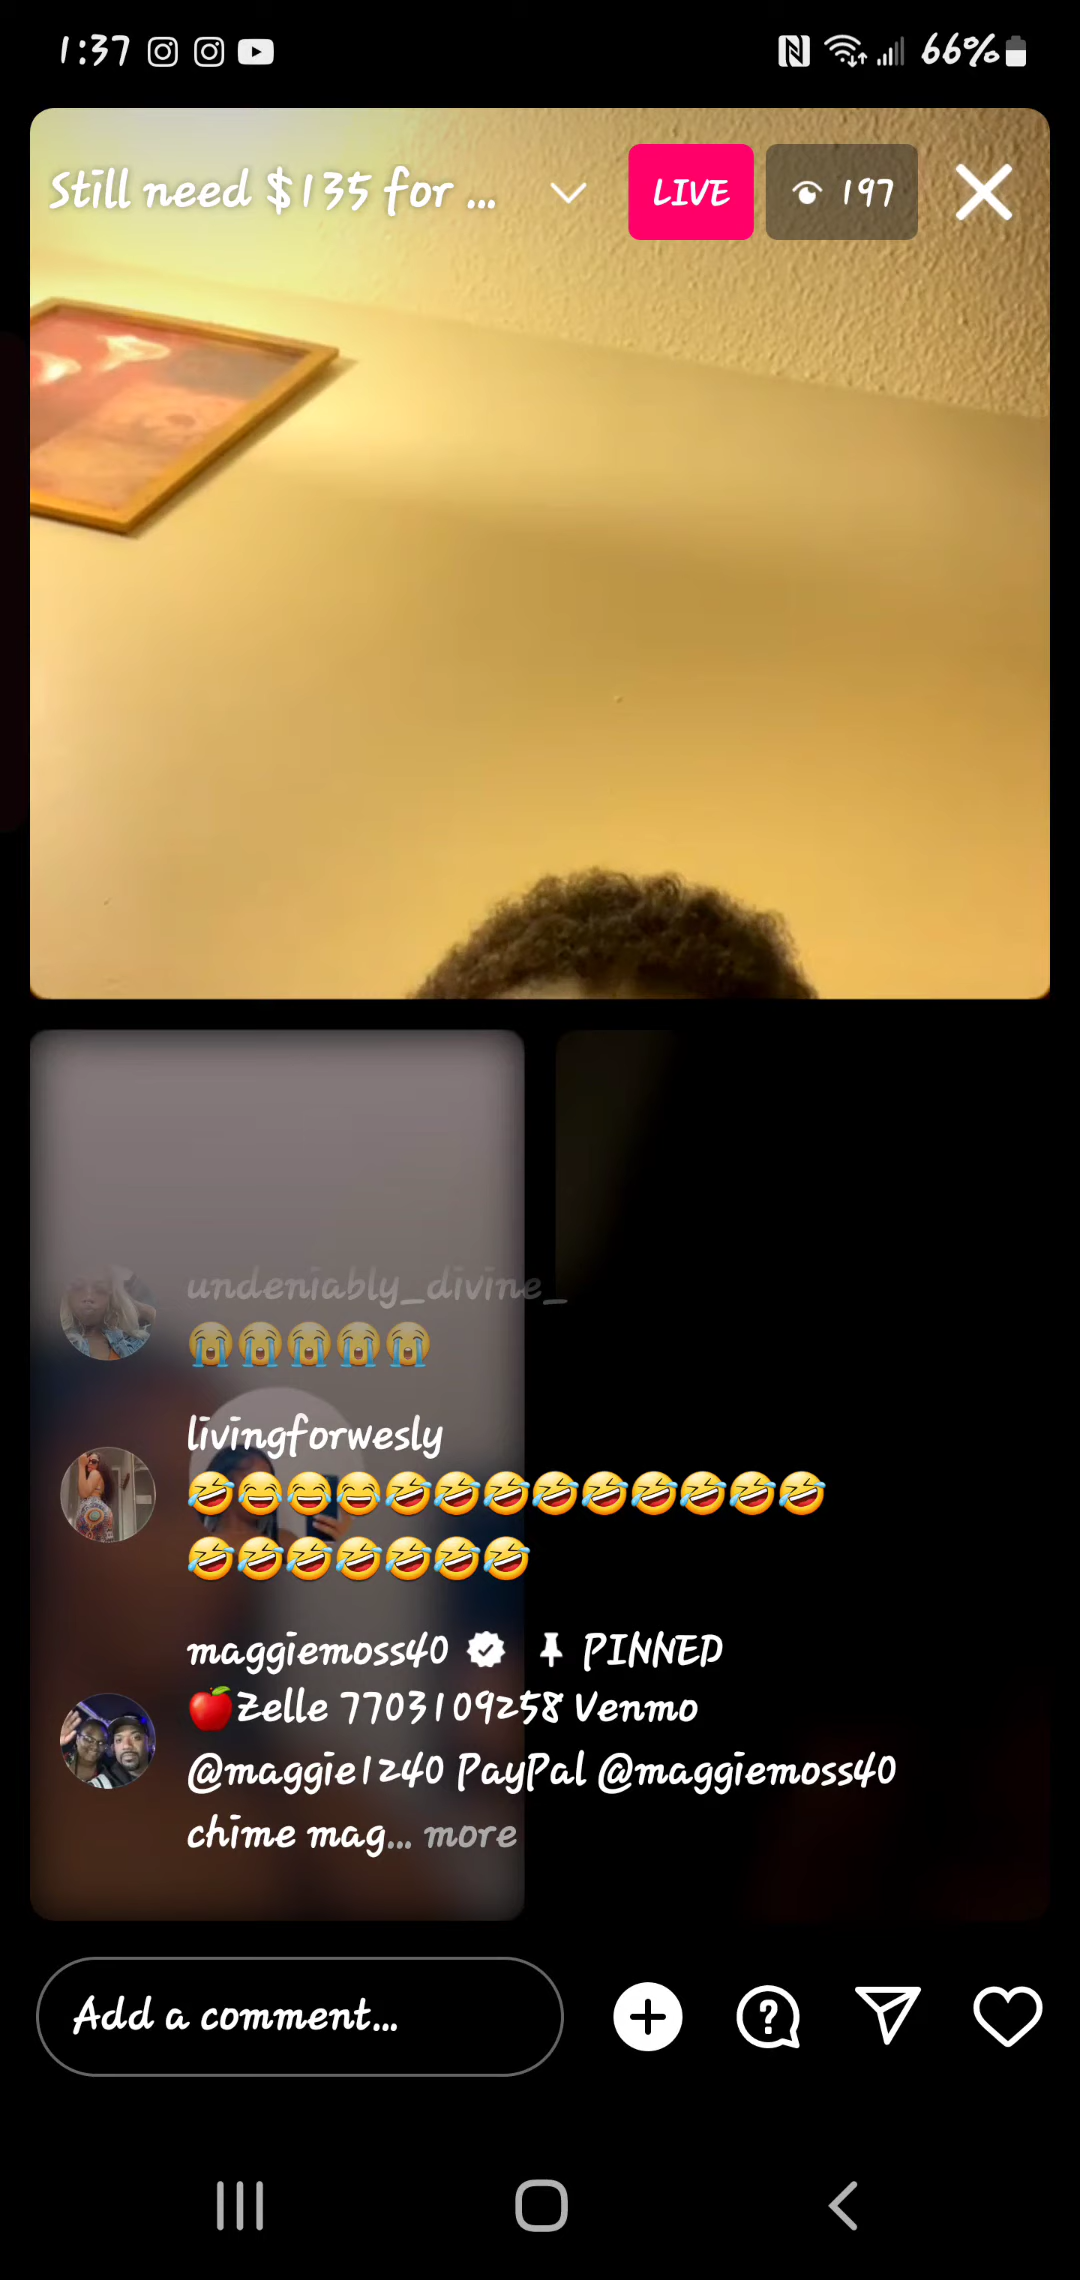 1:37 66%
Still need $135 for ... LIVE 197
undeniably_divine_
😭😭😭😭😭
livingforwesly
🤣😂😂😂🤣🤣🤣🤣🤣🤣🤣🤣🤣
🤣🤣🤣🤣🤣🤣🤣
maggiemoss40 PINNED
🍎Zelle 7703109258 Venmo
@maggie1240 PayPal @maggiemoss40
chime mag... more
Add a comment...